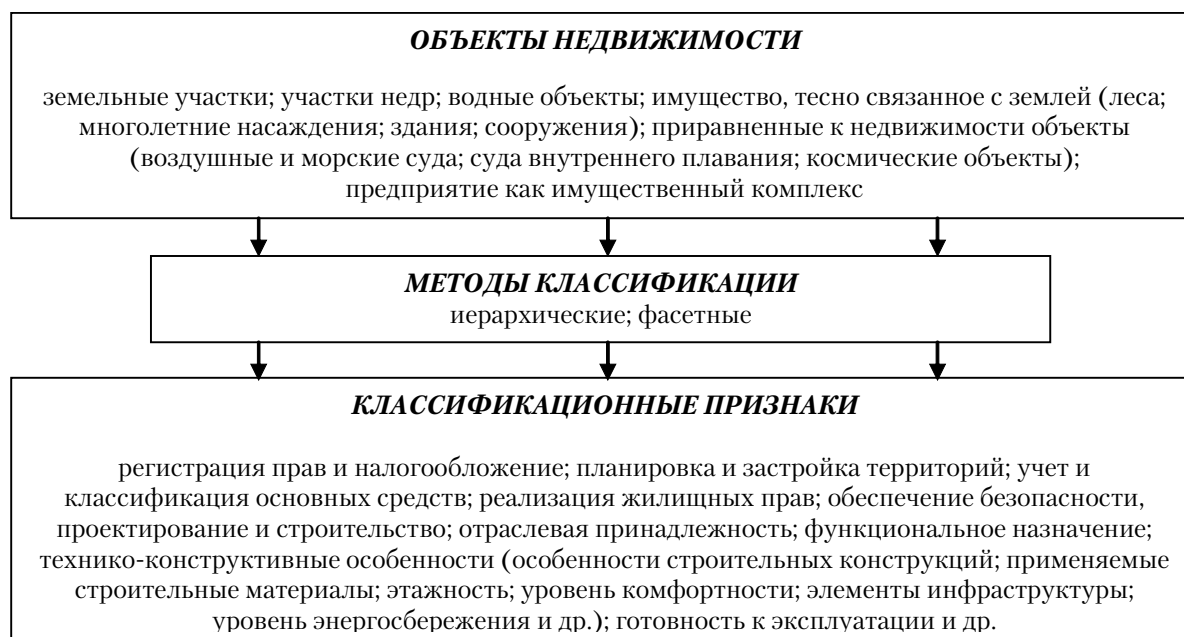 ОБЪЕКТЫ НЕДВИЖИМОСТИ
земельные участки; участки недр; водные объекты; имущество, тесно связанное с землей (леса;
многолетние насаждения; здания; сооружения); приравненные к недвижимости объекты
(воздушные и морские суда; суда внутреннего плавания; космические объекты);
предприятие как имущественный комплекс
МЕТОДЫ КЛАССИФИКАЦИИ
иерархические; фасетные
КЛАССИФИКАЦИОННЫЕ ПРИЗНАКИ
регистрация прав и налогообложение; планировка и застройка территорий; учет и
классификация основных средств; реализация жилищных прав; обеспечение безопасности,
проектирование и строительство; отраслевая принадлежность; функциональное назначение;
технико-конструктивные особенности (особенности строительных конструкций; применяемые
строительные материалы; этажность; уровень комфортности; элементы инфраструктуры;
уровень энергосбережения и др.); готовность к эксплуатации и др.